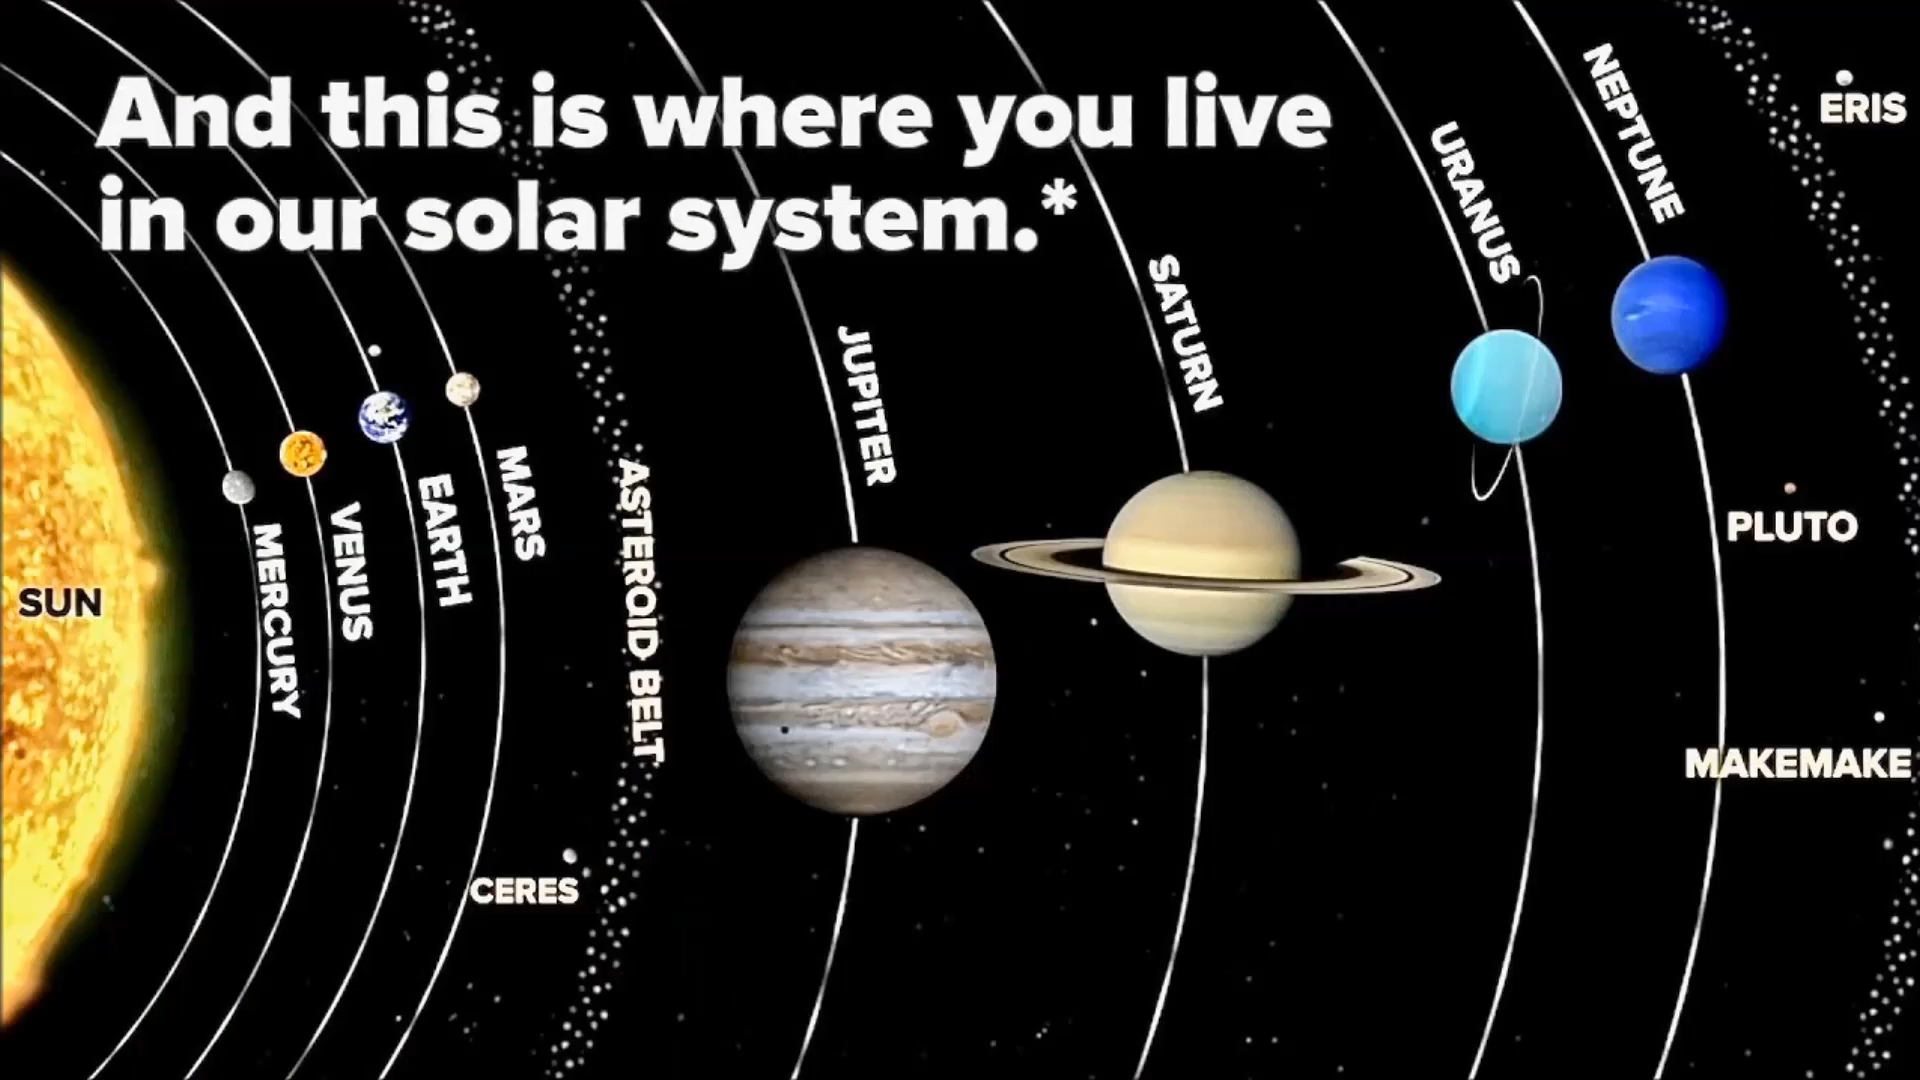 And this is where you live
in our solar system.*
SUN
MERCURY
VENUS
EARTH
MARS
CERES
ASTEROID BELT
JUPITER
SATURN
URANUS
NEPTUNE
ERIS
PLUTO
MAKEMAKE